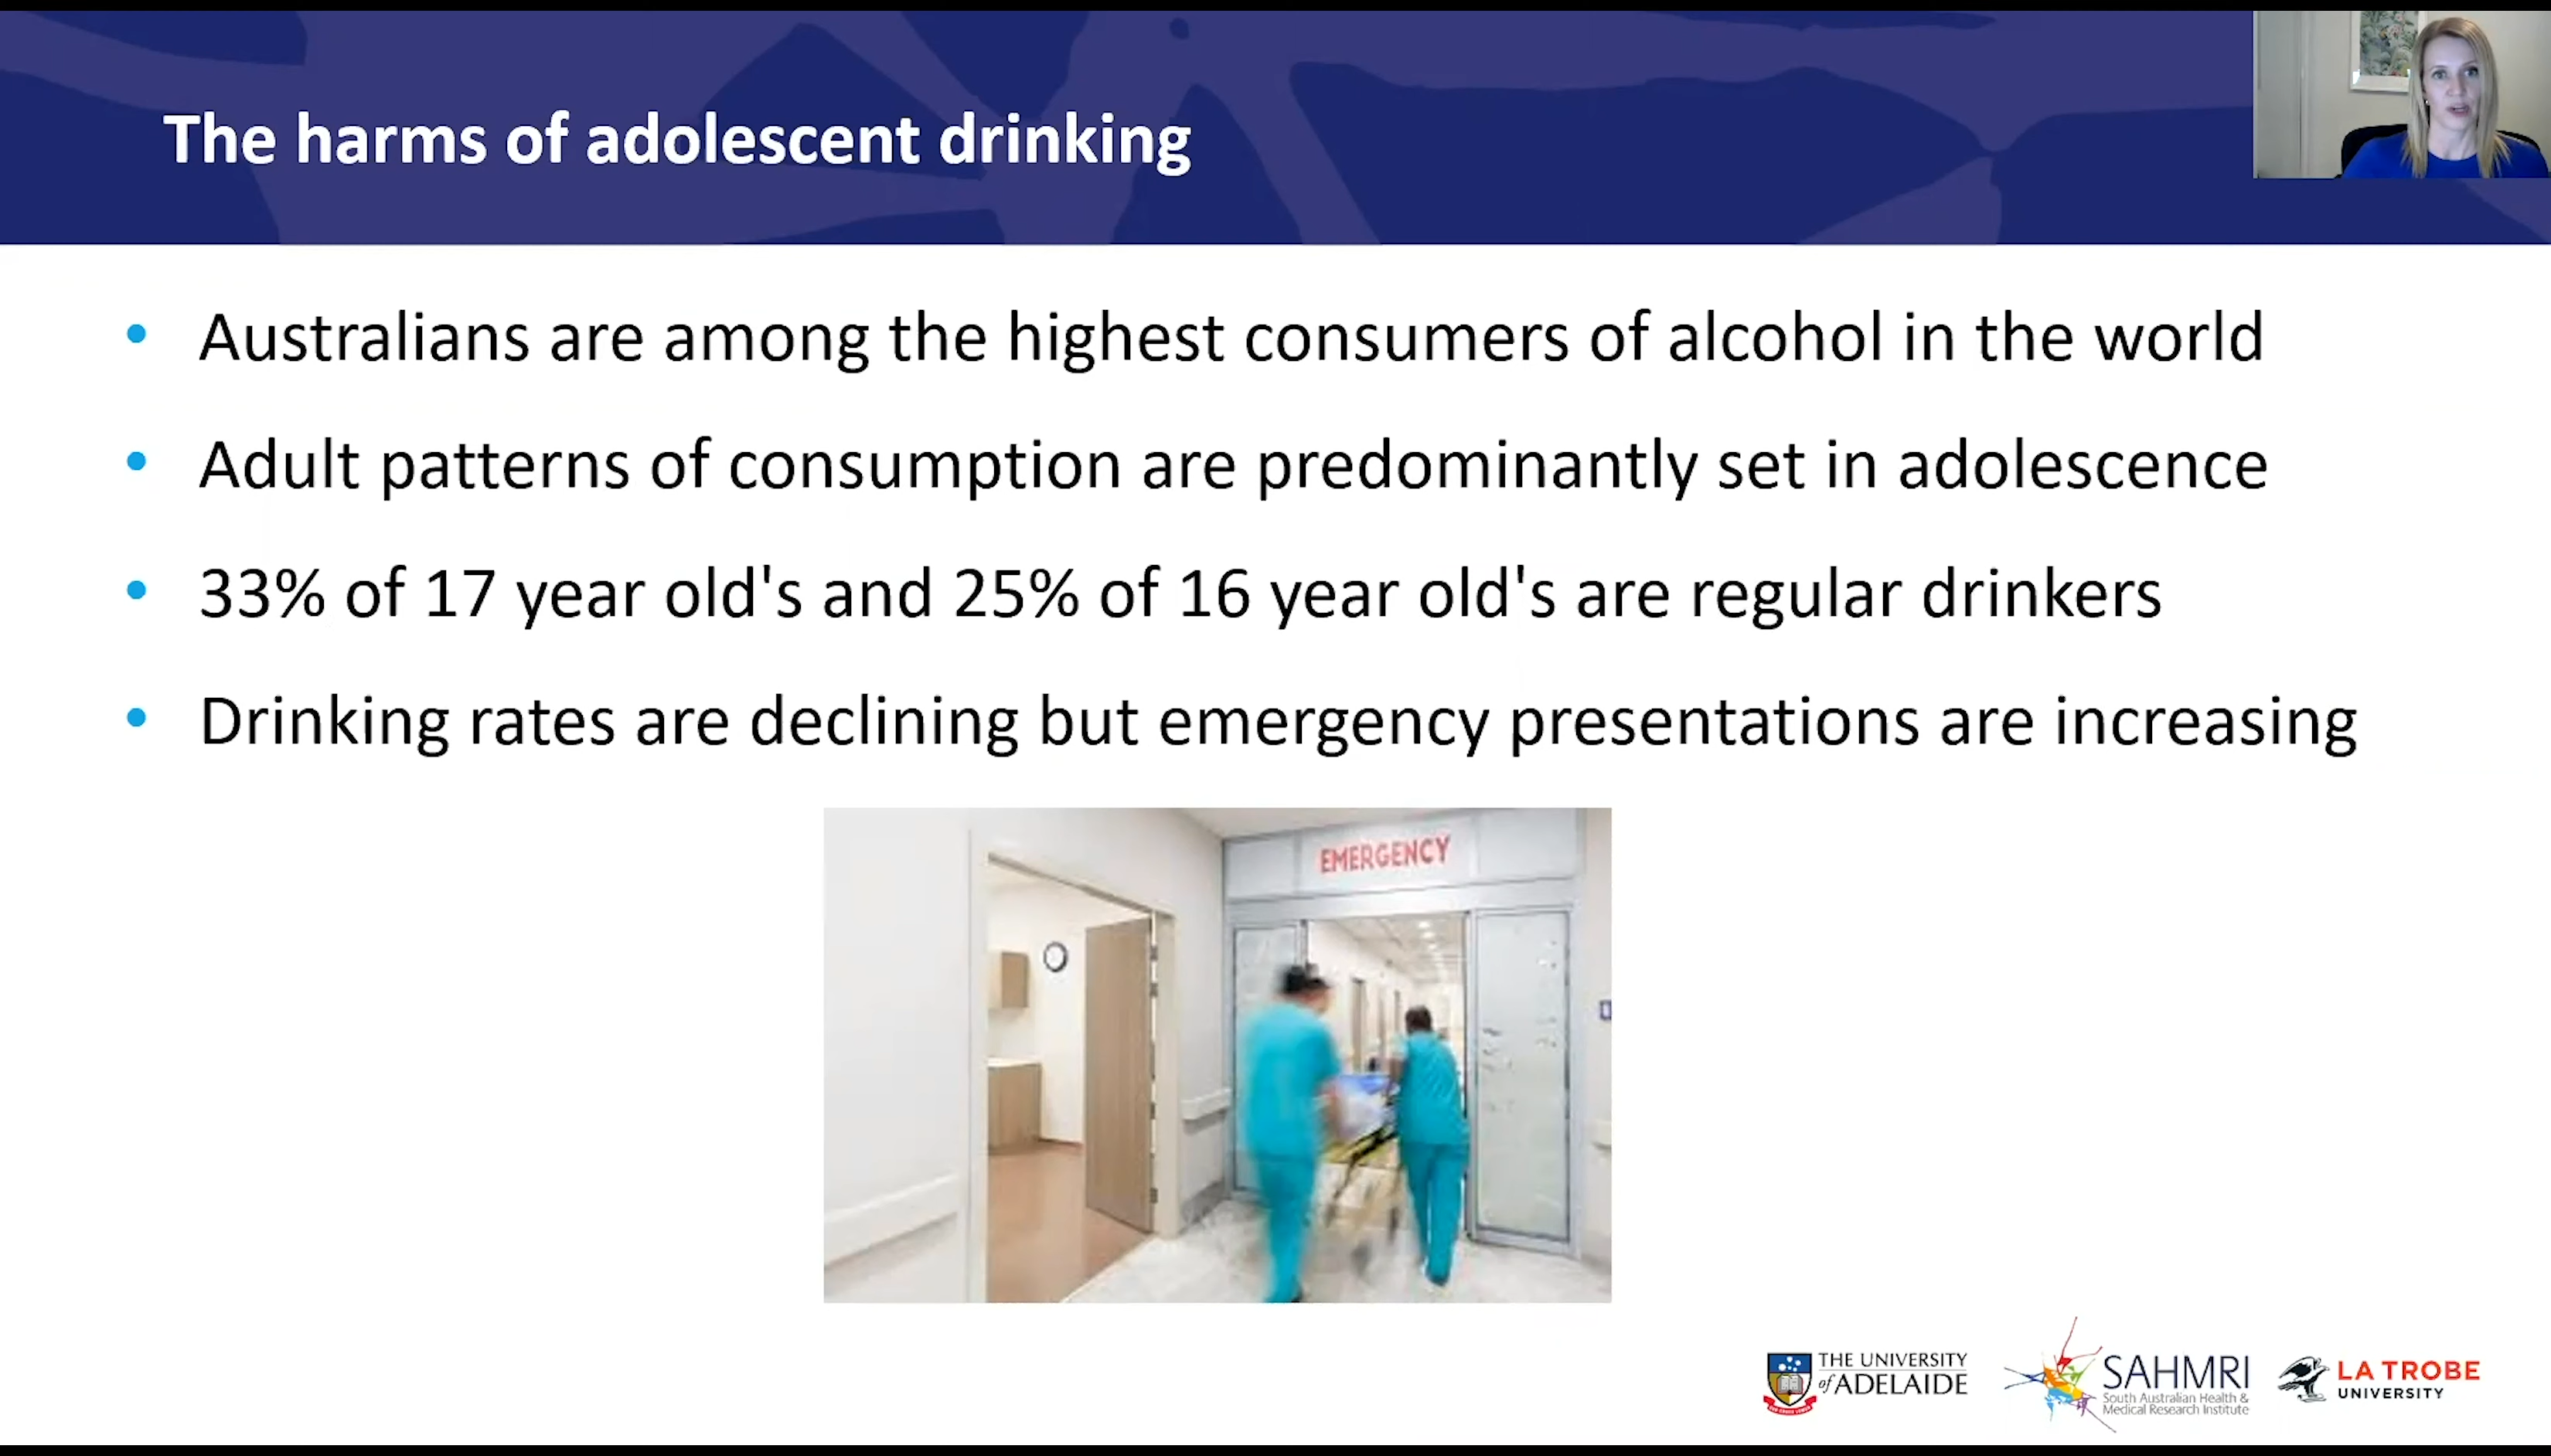 The harms of adolescent drinking
Australians are among the highest consumers of alcohol in the world
Adult patterns of consumption are predominantly set in adolescence
33% of 17 year old's and 25% of 16 year old's are regular drinkers
Drinking rates are declining but emergency presentations are increasing
EMERGENCY
THE UNIVERSITY
of ADELAIDE
SAHMRI
South Australian Health &
Medical Research Institute
LA TROBE
UNIVERSITY